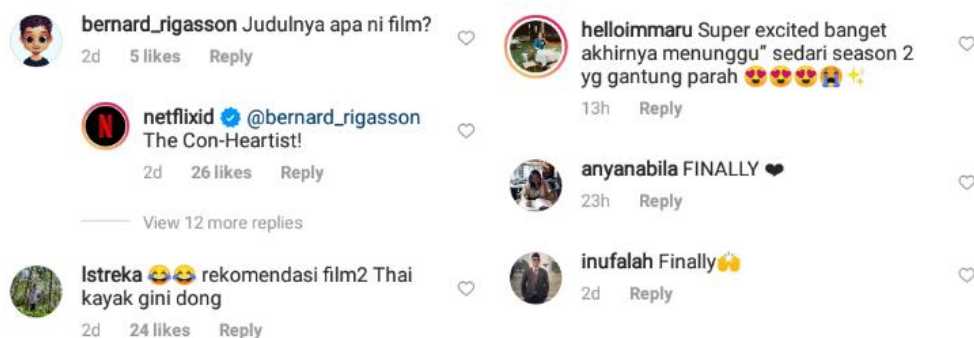 bernard_rigasson Judulnya apa ni film?
2d 5 likes Reply
netflixid @bernard_rigasson
The Con-Heartist!
2d 26 likes Reply
View 12 more replies
lstreka 😂😂 rekomendasi film2 Thai
kayak gini dong
2d 24 likes Reply
helloimmaru Super excited banget
akhirnya menunggu” sedari season 2
yg gantung parah 😍😍😍😭✨
13h Reply
anyanabila FINALLY ❤
23h Reply
inufalah Finally🙌
2d Reply